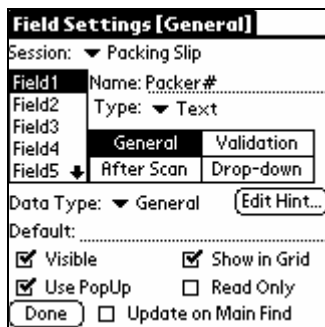 Field Settings [General]
Session: Packing Slip
Field1
Field2
Field3
Field4
Field5
Name: Packer#
Type: Text
General Validation
After Scan Drop-down
Data Type: General Edit Hint...
Default:
Visible Show in Grid
Use PopUp Read Only
Done Update on Main Find